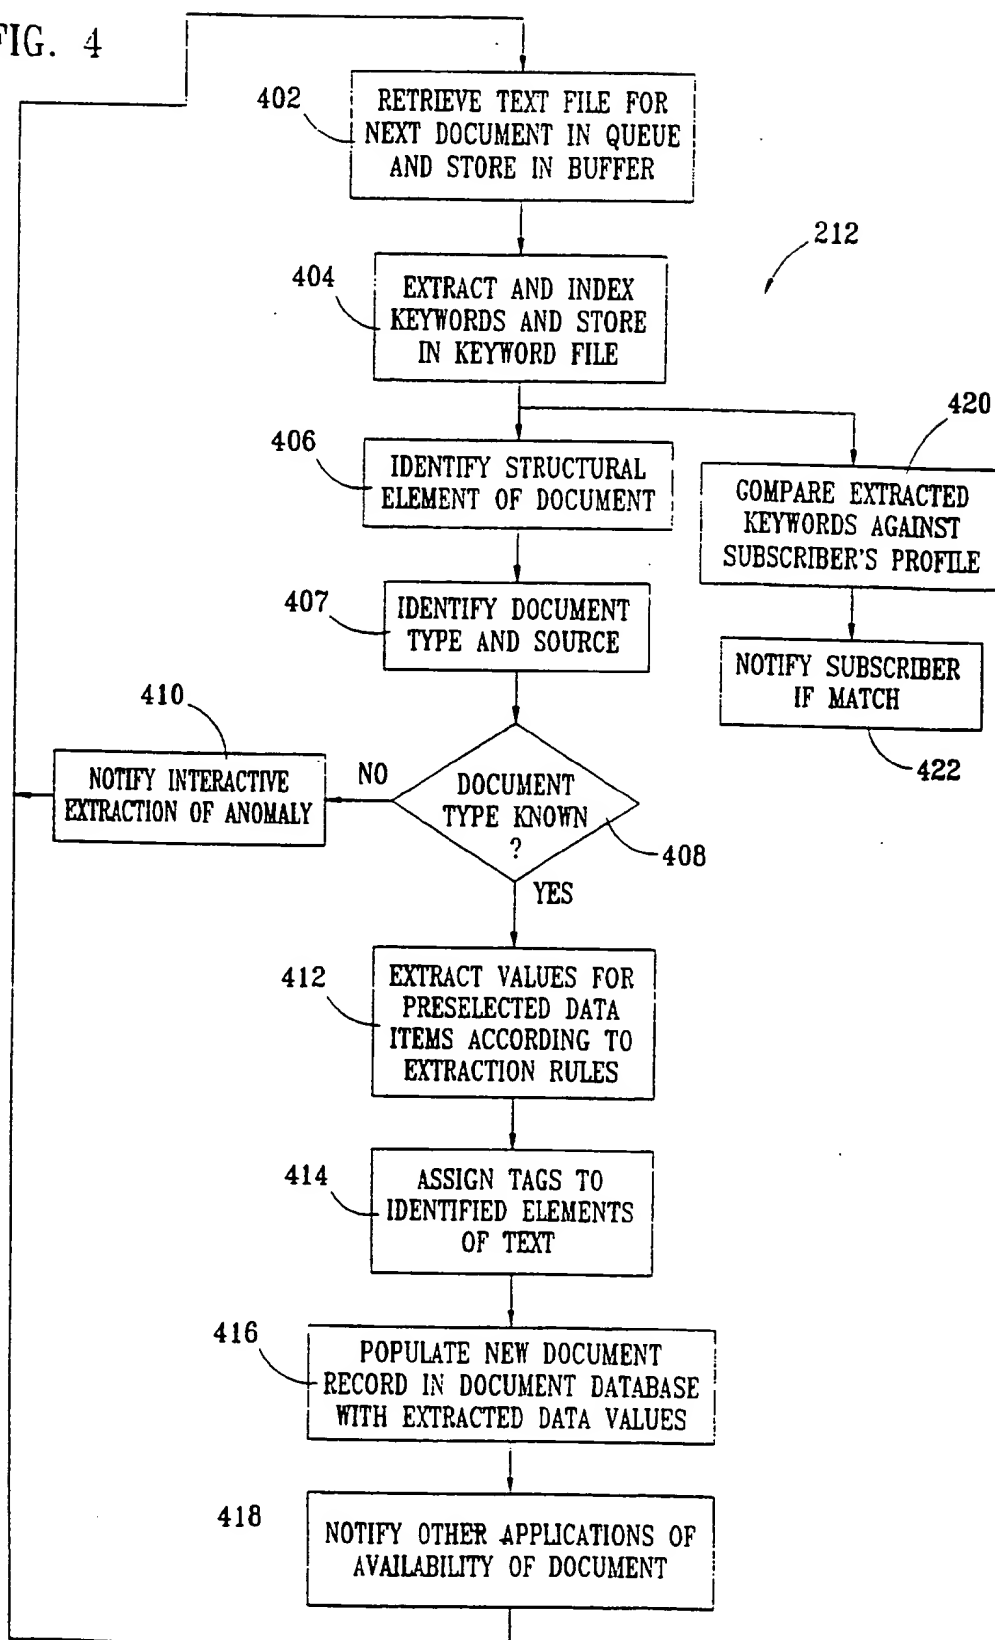 FIG. 4
402
RETRIEVE TEXT FILE FOR
NEXT DOCUMENT IN QUEUE
AND STORE IN BUFFER
212
404
EXTRACT AND INDEX
KEYWORDS AND STORE
IN KEYWORD FILE
420
406
IDENTIFY STRUCTURAL
ELEMENT OF DOCUMENT
GOMPARE EXTRACTED
KEYWORDS AGAINST
SUBSCRIBER'S PROFILE
407
IDENTIFY DOCUMENT
TYPE AND SOURCE
NOTIFY SUBSCRIBER
IF MATCH
422
410
NOTIFY INTERACTIVE
EXTRACTION OF ANOMALY
NO
DOCUMENT
TYPE KNOWN
?
408
YES
412
EXTRACT VALUES FOR
PRESELECTED DATA
ITEMS ACCORDING TO
EXTRACTION RULES
414
ASSIGN TAGS TO
IDENTIFIED ELEMENTS
OF TEXT
416
POPULATE NEW DOCUMENT
RECORD IN DOCUMENT DATABASE
WITH EXTRACTED DATA VALUES
418
NOTIFY OTHER APPLICATIONS OF
AVAILABILITY OF DOCUMENT